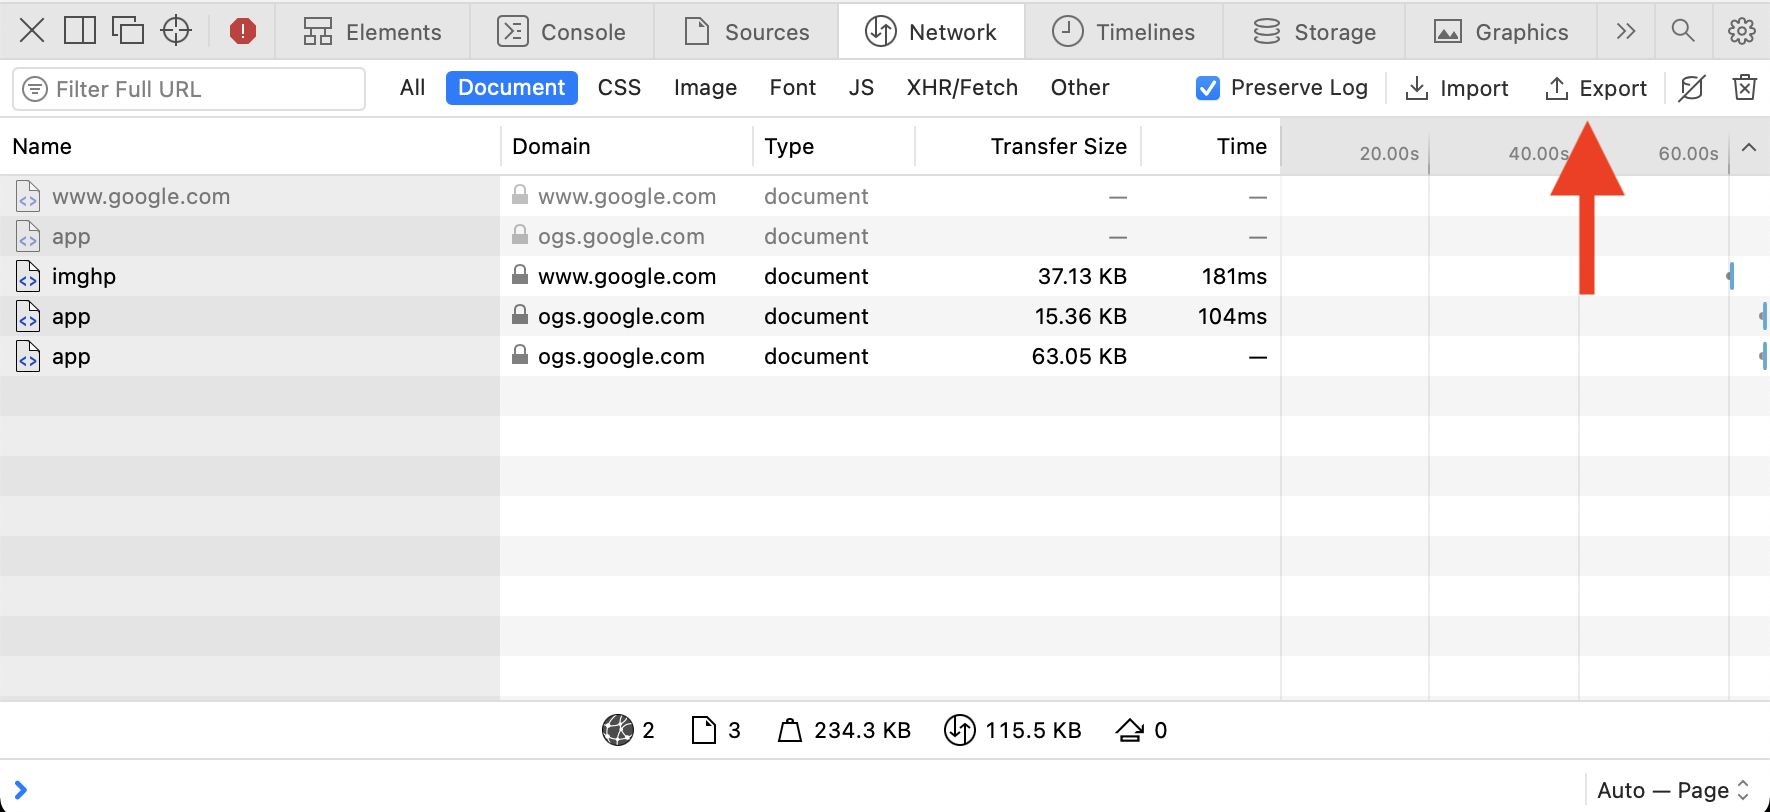 Elements Console Sources Network Timelines Storage Graphics
Filter Full URL All Document CSS Image Font JS XHR/Fetch Other Preserve Log Import Export
Name Domain Type Transfer Size Time 20.00s 40.00s 60.00s
www.google.com www.google.com document — —
app ogs.google.com document — —
imghp www.google.com document 37.13 KB 181ms
app ogs.google.com document 15.36 KB 104ms
app ogs.google.com document 63.05 KB —
2 3 234.3 KB 115.5 KB 0
Auto — Page